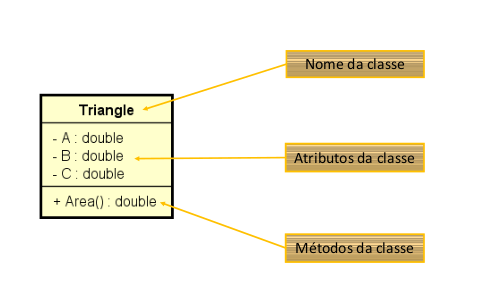 Nome da classe
Triangle
- A : double
- B : double
- C : double
Atributos da classe
+ Area() : double
Métodos da classe